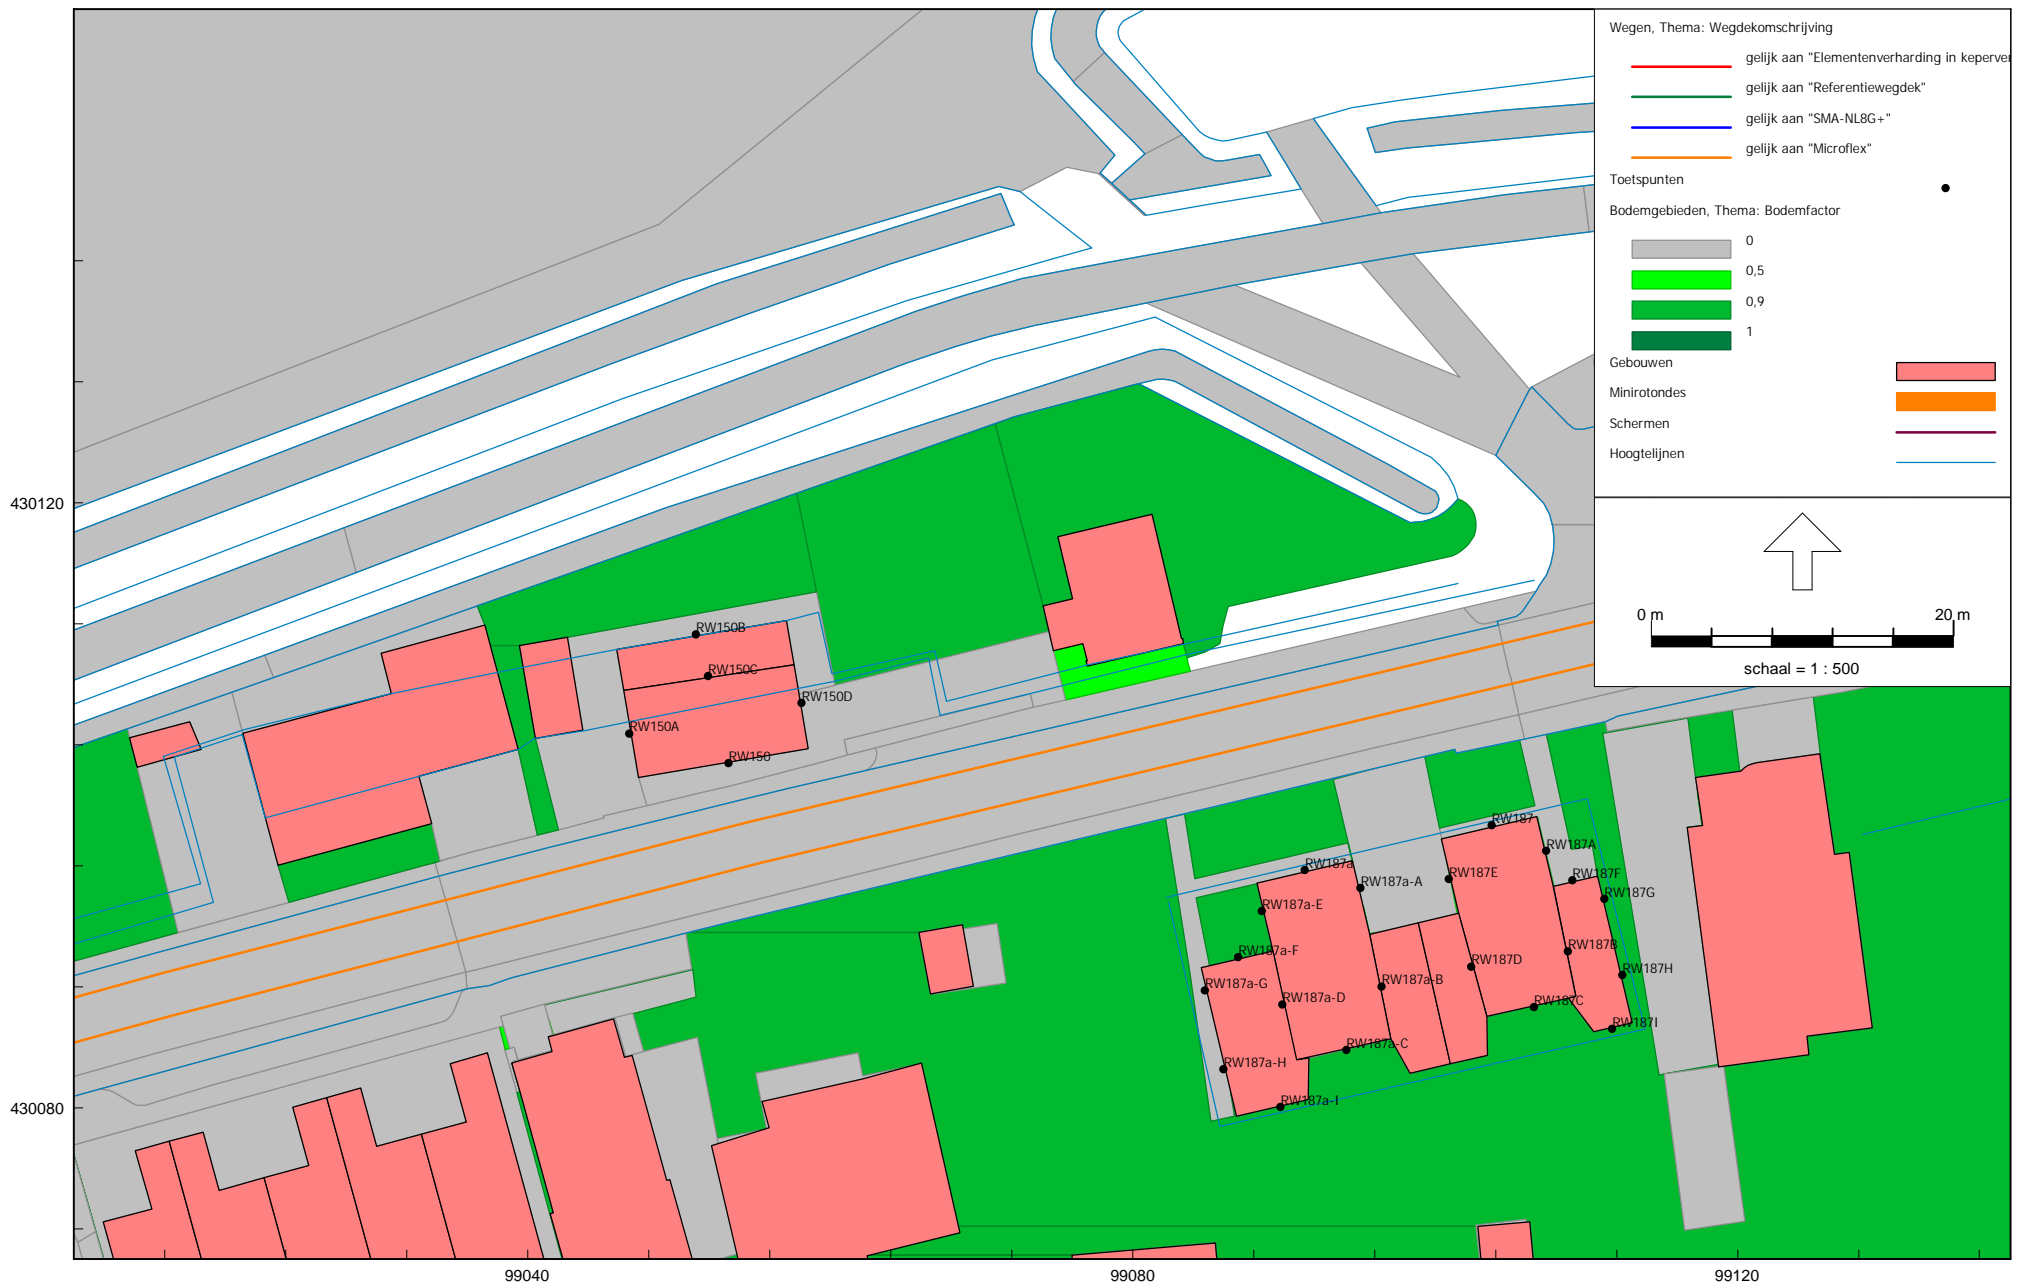 Wegen, Thema: Wegdekomschrijving
gelijk aan "Elementenverharding in keperver
gelijk aan "Referentiewegdek"
gelijk aan "SMA-NL8G+"
gelijk aan "Microflex"
Toetspunten
Bodemgebieden, Thema: Bodemfactor
0
0,5
0,9
1
Gebouwen
Minirotondes
Schermen
Hoogtelijnen
0 m
20 m
schaal = 1 : 500
430120
RW150B
RW150C
RW150D
RW150A
RW150
RW187
RW187A
RW187a
RW187a-A
RW187E
RW187F
RW187G
RW187a-E
RW187a-F
RW187B
RW187D
RW187H
RW187a-G
RW187a-B
RW187a-D
RW187C
RW187I
RW187a-C
RW187a-H
RW187a-I
430080
99040
99080
99120